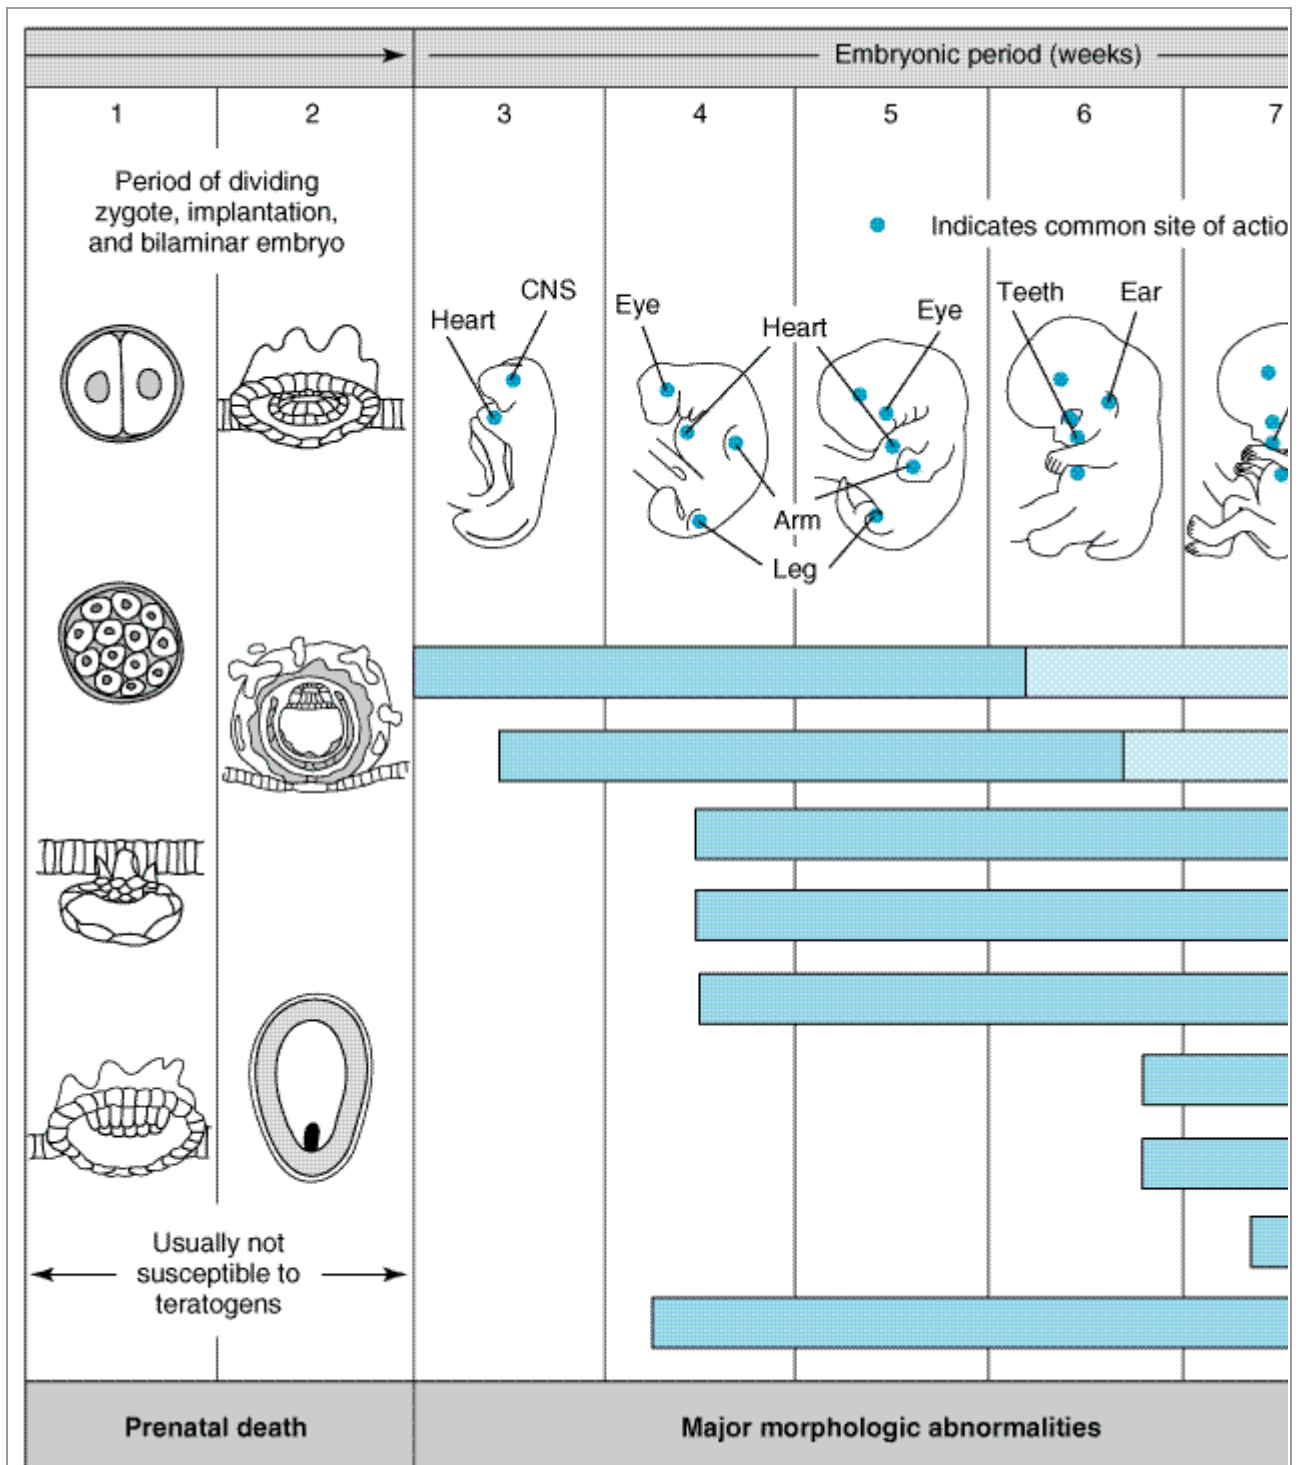 Embryonic period (weeks)
1 2 3 4 5 6 7
Period of dividing
zygote, implantation,
and bilaminar embryo
Indicates common site of actio
CNS
Heart
Eye
Heart
Eye
Teeth
Ear
Arm
Leg
Usually not
susceptible to
teratogens
Prenatal death
Major morphologic abnormalities